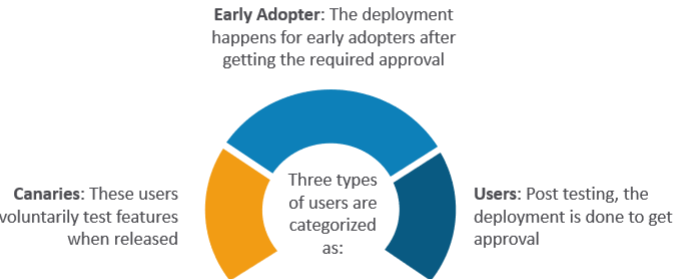 Early Adopter: The deployment
happens for early adopters after
getting the required approval
Canaries: These users
voluntarily test features
when released
Three types
of users are
categorized
as:
Users: Post testing, the
deployment is done to get
approval